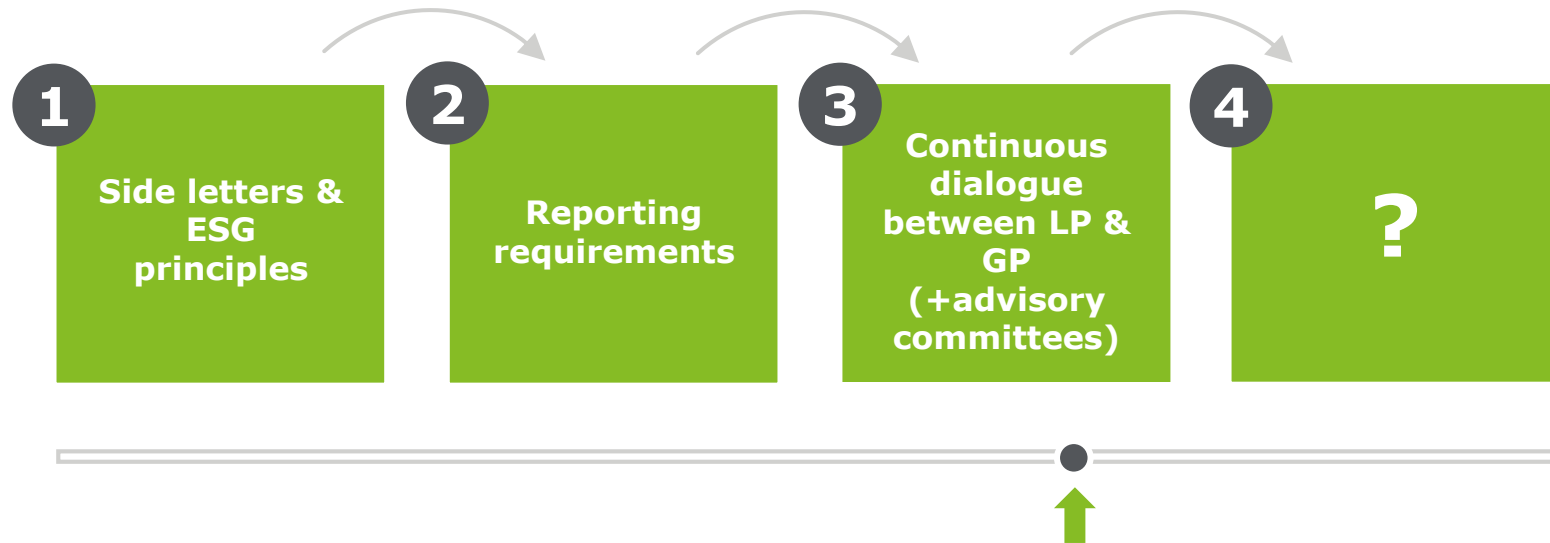 1
Side letters &
ESG
principles
2
Reporting
requirements
3
Continuous
dialogue
between LP &
GP
(+advisory
committees)
4
?